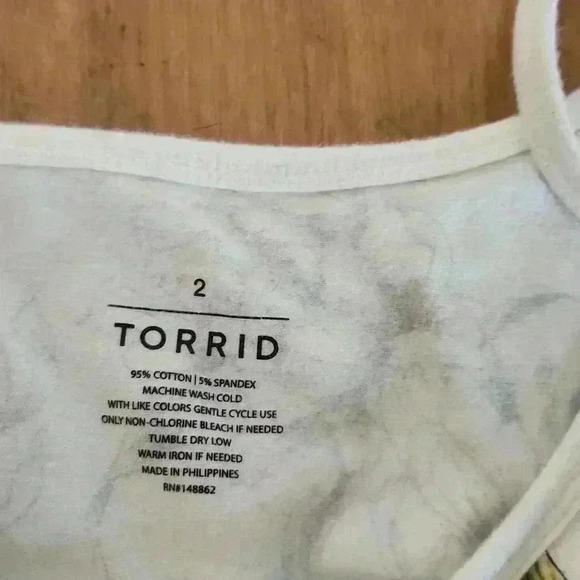 2
TORRID
95% COTTON | 5% SPANDEX
MACHINE WASH COLD
WITH LIKE COLORS GENTLE CYCLE USE
ONLY NON-CHLORINE BLEACH IF NEEDED
TUMBLE DRY LOW
WARM IRON IF NEEDED
MADE IN PHILIPPINES
RN#148862